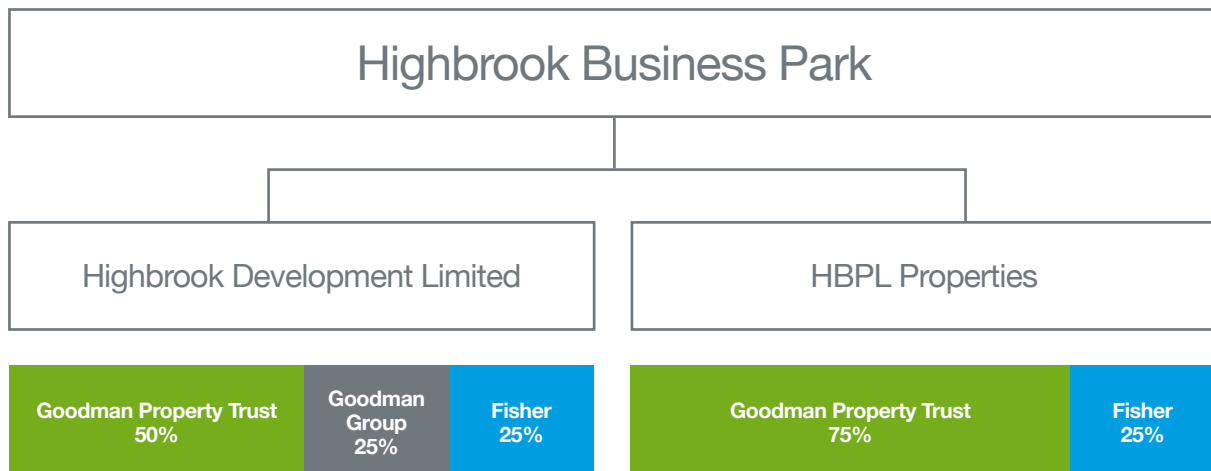 Highbrook Business Park
Highbrook Development Limited
HBPL Properties
Goodman Property Trust
50%
Goodman
Group
25%
Fisher
25%
Goodman Property Trust
75%
Fisher
25%